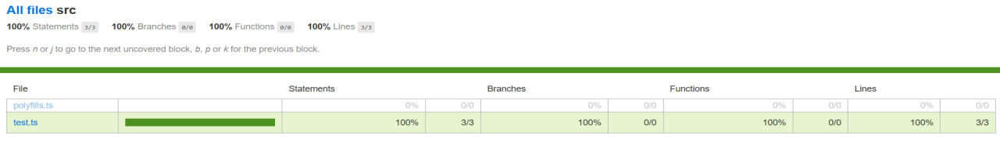 All files src
100% Statements 3/3 100% Branches 0/0 100% Functions 0/0 100% Lines 3/3
Press n or j to go to the next uncovered block, b, p or k for the previous block.
File Statements Branches Functions Lines
polyfills.ts 0% 0/0 0% 0/0 0% 0/0 0% 0/0
test.ts 100% 3/3 100% 0/0 100% 0/0 100% 3/3